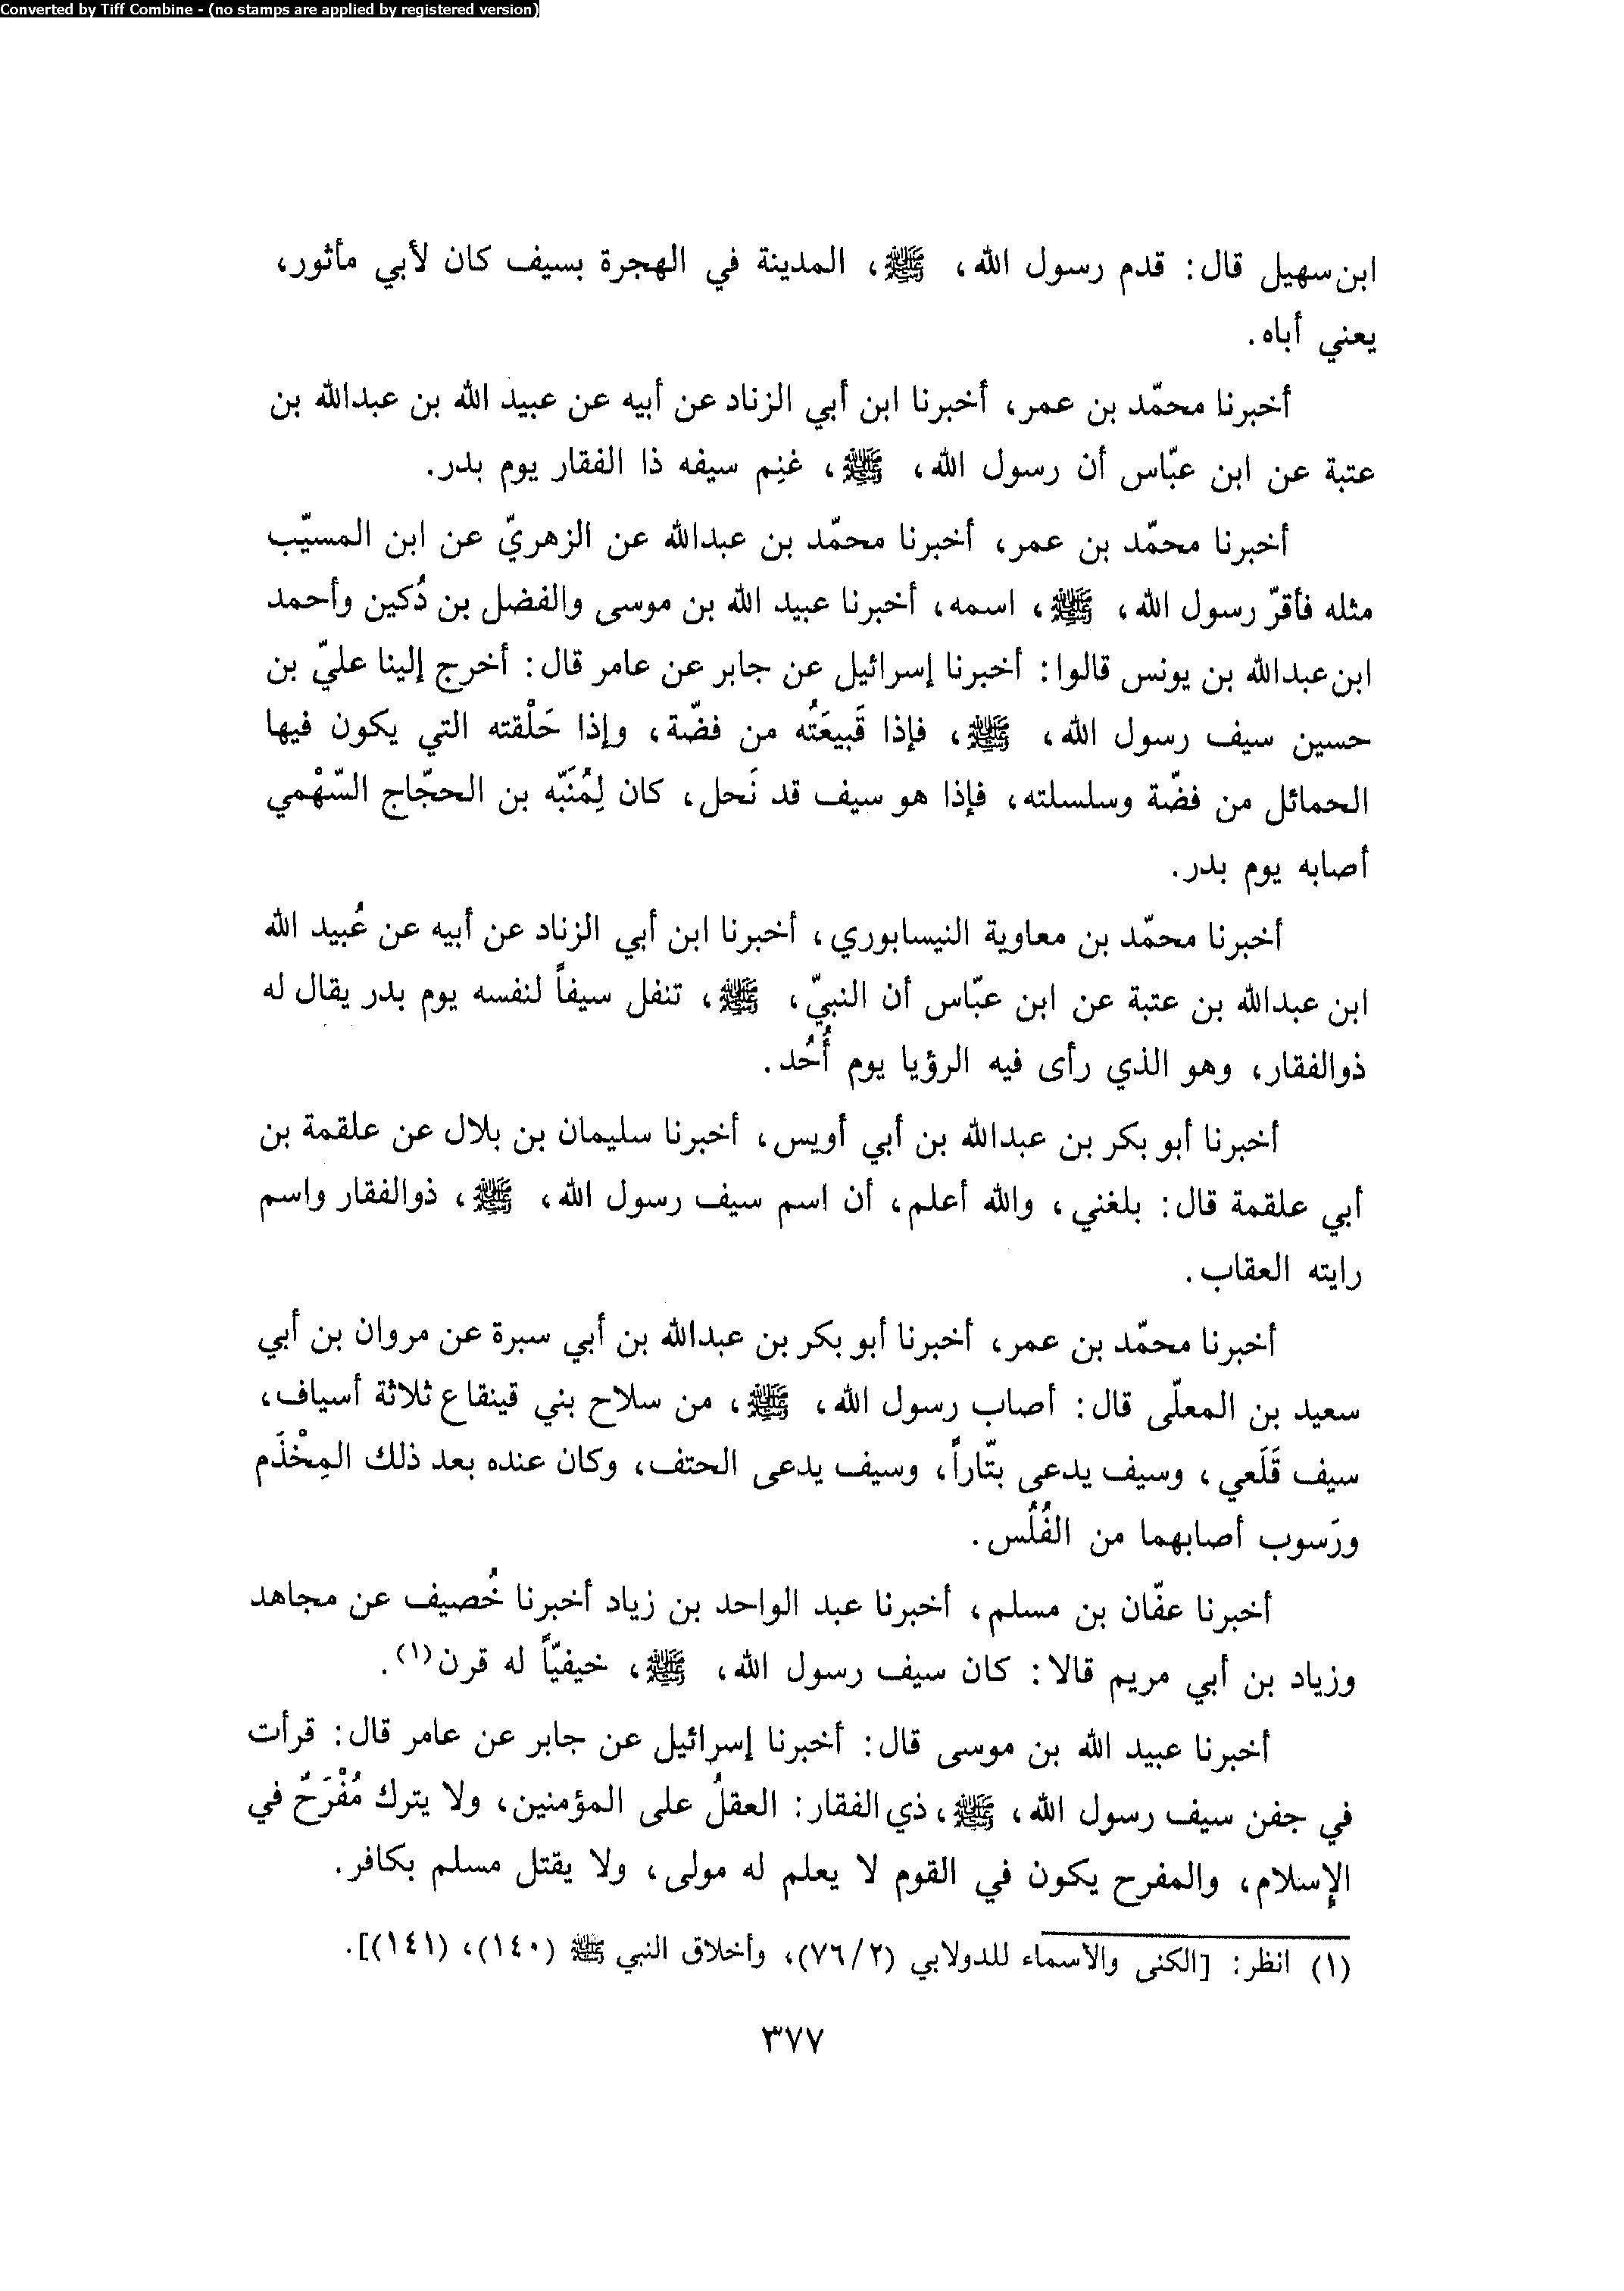 Converted by Tiff Combine - (no stamps are applied by registered version)
ابن سهيل قال: قدم رسول الله، ﷺ، المدينة في الهجرة بسيف كان لأبي مأثور،
يعني أباه.
أخبرنا محمّد بن عمر، أخبرنا ابن أبي الزناد عن أبيه عن عبيد الله بن عبدالله بن
عتبة عن ابن عبّاس أن رسول الله، ﷺ، غنِم سيفه ذا الفقار يوم بدر.
أخبرنا محمّد بن عمر، أخبرنا محمّد بن عبدالله عن الزهريّ عن ابن المسيّب
مثله فأقرّ رسول الله، ﷺ، اسمه، أخبرنا عبيد الله بن موسى والفضل بن دُكين وأحمد
ابن عبدالله بن يونس قالوا: أخبرنا إسرائيل عن جابر عن عامر قال: أخرج إلينا عليّ بن
حسين سيف رسول الله، ﷺ، فإذا قَبيعَتُه من فضّة، وإذا حَلْقته التي يكون فيها
الحمائل من فضّة وسلسلته، فإذا هو سيف قد نَحل، كان لِمُنَبّه بن الحجّاج السّهْمي
أصابه يوم بدر.
أخبرنا محمّد بن معاوية النيسابوري، أخبرنا ابن أبي الزناد عن أبيه عن عُبيد الله
ابن عبدالله بن عتبة عن ابن عبّاس أن النبيّ، ﷺ، تنفل سيفاً لنفسه يوم بدر يقال له
ذوالفقار، وهو الذي رأى فيه الرؤيا يوم أُحُد.
أخبرنا أبو بكر بن عبدالله بن أبي أويس، أخبرنا سليمان بن بلال عن علقمة بن
أبي علقمة قال: بلغني، والله أعلم، أن اسم سيف رسول الله، ﷺ، ذوالفقار واسم
رايته العقاب.
أخبرنا محمّد بن عمر، أخبرنا أبو بكر بن عبدالله بن أبي سبرة عن مروان بن أبي
سعيد بن المعلّى قال: أصاب رسول الله، ﷺ، من سلاح بني قينقاع ثلاثة أسياف،
سيف قَلَعي، وسيف يدعى بتّاراً، وسيف يدعى الحتف، وكان عنده بعد ذلك المِخْذَم
ورَسوب أصابهما من الفُلُس.
أخبرنا عفّان بن مسلم، أخبرنا عبد الواحد بن زياد أخبرنا خُصيف عن مجاهد
وزياد بن أبي مريم قالا: كان سيف رسول الله، ﷺ، خيفيّاً له قرن(١).
أخبرنا عبيد الله بن موسى قال: أخبرنا إسرائيل عن جابر عن عامر قال: قرأت
في جفن سيف رسول الله، ﷺ، ذي الفقار: العقلُ على المؤمنين، ولا يترك مُفْرَحٌ في
الإسلام، والمفرح يكون في القوم لا يعلم له مولى، ولا يقتل مسلم بكافر.
(١) انظر: [الكنى والأسماء للدولابي (٧٦/٢)، وأخلاق النبي ﷺ (١٤٠)، (١٤١)].
٣٧٧